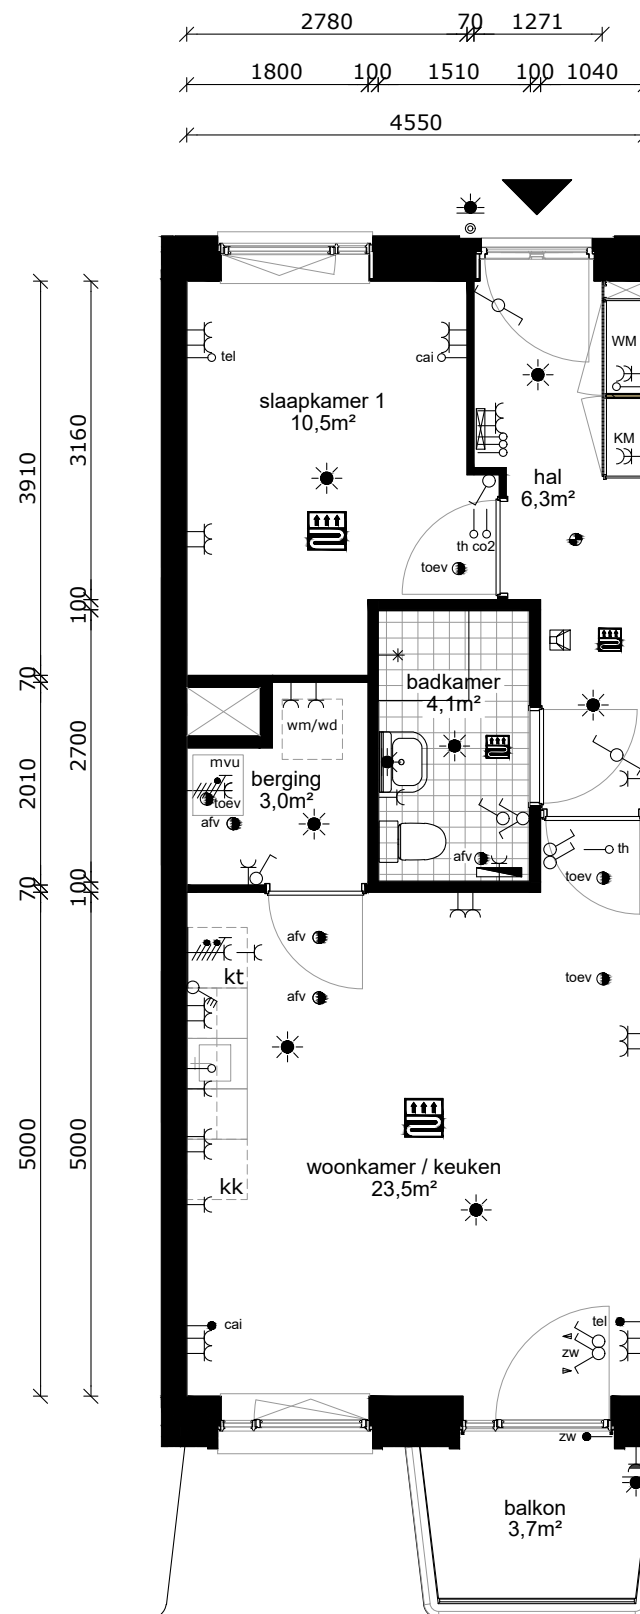 2780
70
1271
1800
100
1510
100
1040
4550
3910
3160
100
70
2700
2010
70
100
5000
5000
tel
cai
slaapkamer 1
10,5m²
WM
KM
hal
6,3m²
th co2
toev
badkamer
4,1m²
wm/wd
mvu
toev
berging
3,0m²
afv
afv
th
toev
afv
kt
afv
toev
woonkamer / keuken
23,5m²
kk
cai
tel
zw
zw
balkon
3,7m²